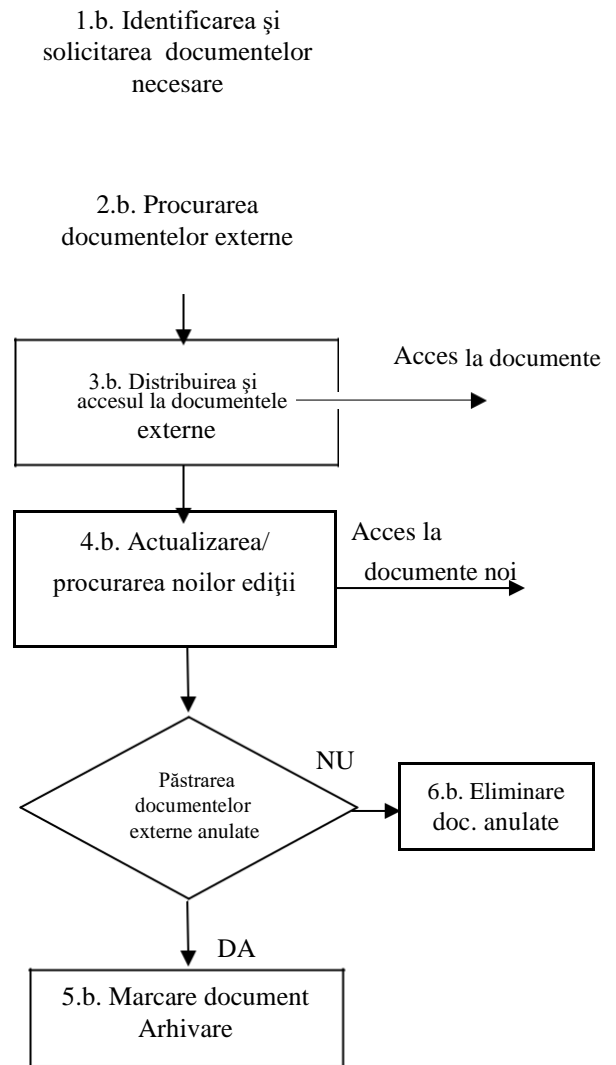 1.b. Identificarea şi
solicitarea documentelor
necesare
2.b. Procurarea
documentelor externe
3.b. Distribuirea şi
accesul la documentele
externe
Acces la documente
4.b. Actualizarea/
procurarea noilor ediţii
Acces la
documente noi
Păstrarea
documentelor
externe anulate
NU
6.b. Eliminare
doc. anulate
DA
5.b. Marcare document
Arhivare